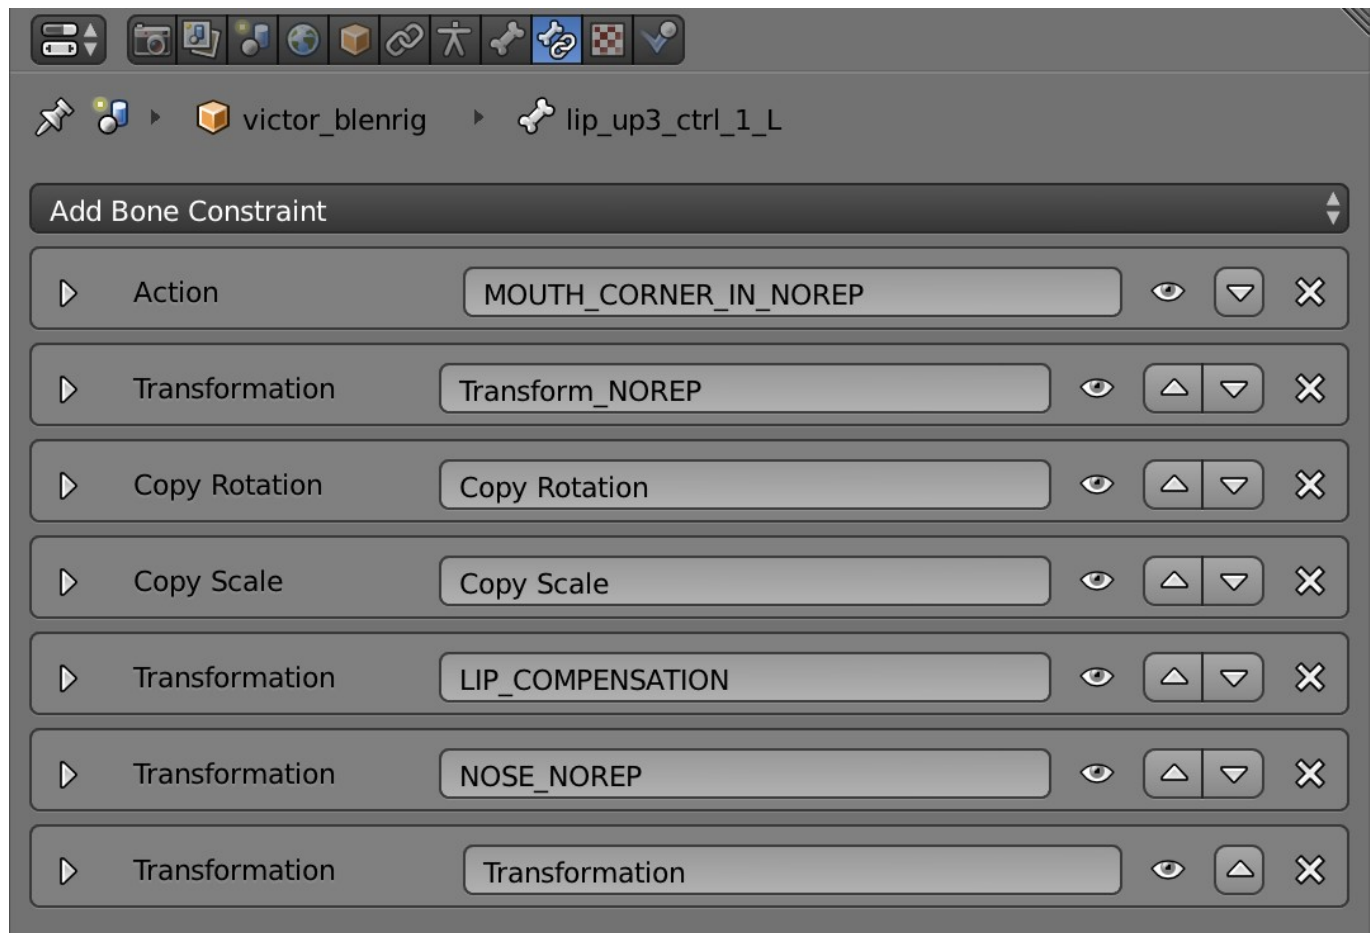 victor_blenrig lip_up3_ctrl_1_L
Add Bone Constraint
Action MOUTH_CORNER_IN_NOREP
Transformation Transform_NOREP
Copy Rotation Copy Rotation
Copy Scale Copy Scale
Transformation LIP_COMPENSATION
Transformation NOSE_NOREP
Transformation Transformation